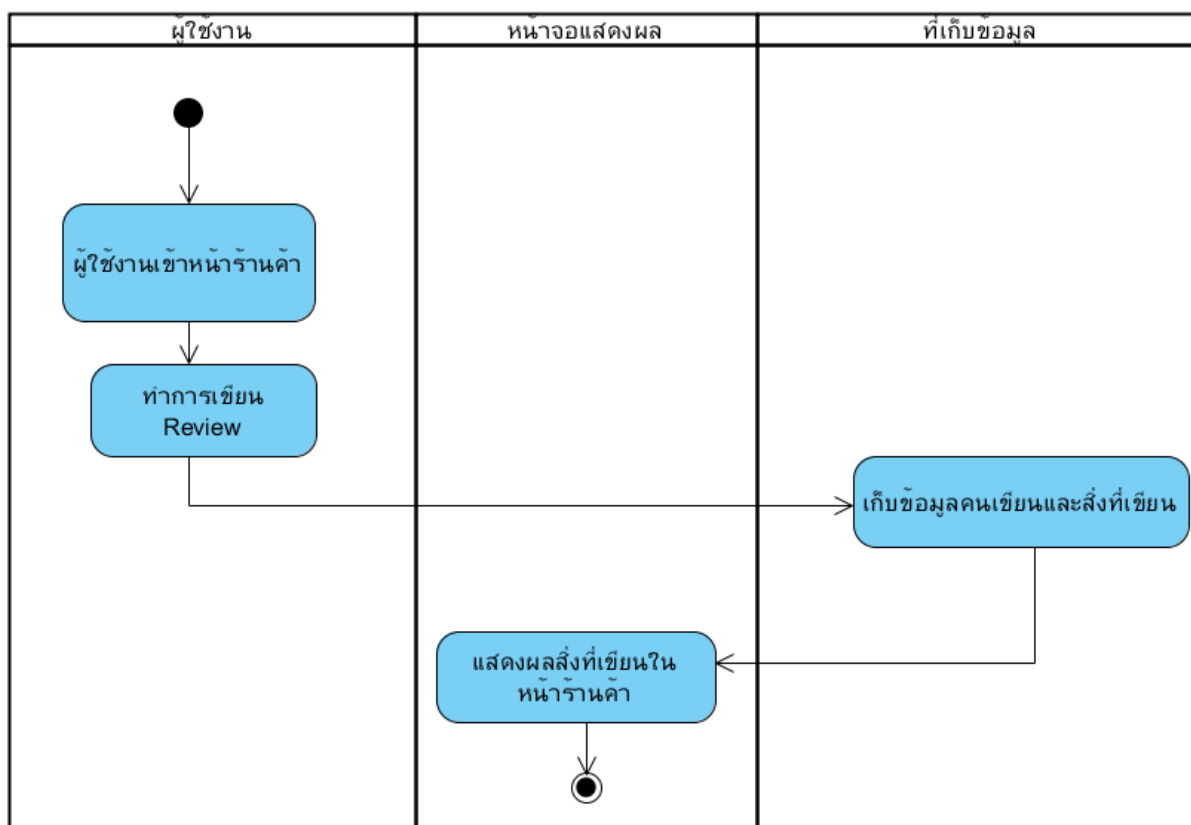 ผู้ใช้งาน
หน้าจอแสดงผล
ที่เก็บข้อมูล
ผู้ใช้งานเข้าหน้าร้านค้า
ทำการเขียน
Review
เก็บข้อมูลคนเขียนและสิ่งที่เขียน
แสดงผลสิ่งที่เขียนใน
หน้าร้านค้า